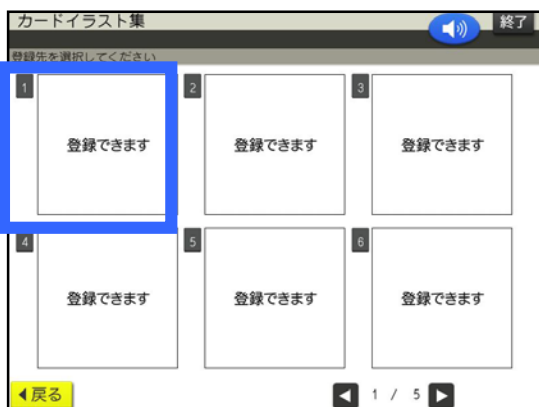 カードイラスト集
終了
登録先を選択してください
1
登録できます
2
登録できます
3
登録できます
4
登録できます
5
登録できます
6
登録できます
戻る
1 / 5